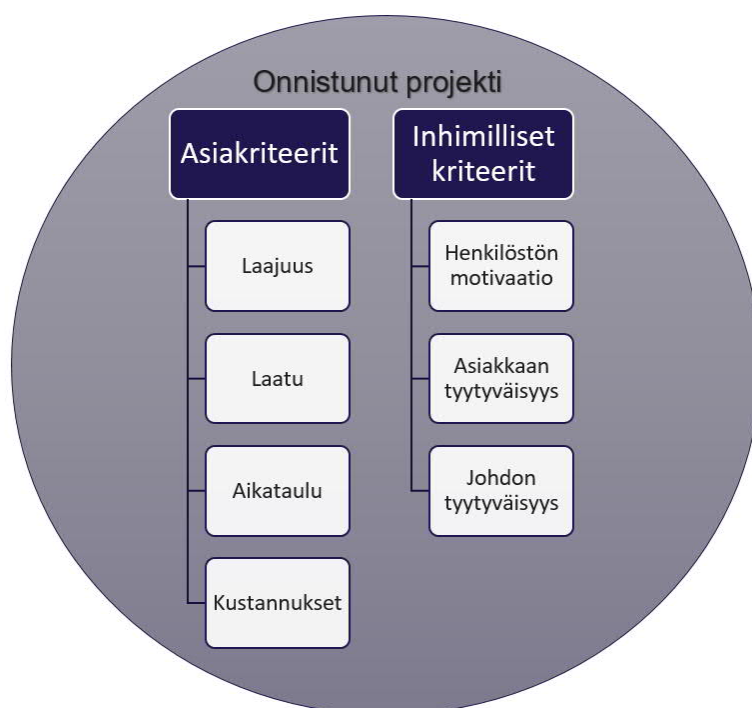 Onnistunut projekti
Asiakriteerit
Laajuus
Laatu
Aikataulu
Kustannukset
Inhimilliset
kriteerit
Henkilöstön
motivaatio
Asiakkaan
tyytyväisyys
Johdon
tyytyväisyys